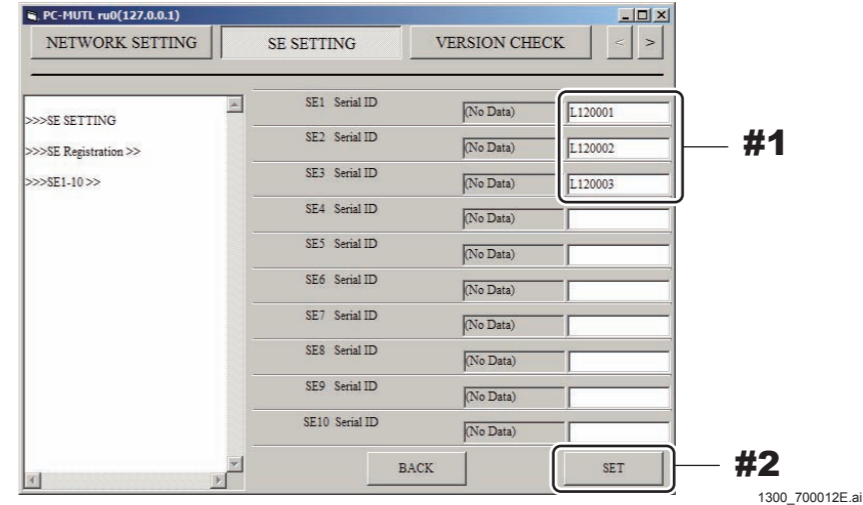 PC-MUTL ru0(127.0.0.1)
NETWORK SETTING SE SETTING VERSION CHECK < >
>>>SE SETTING
>>>SE Registration >>
>>>SE1-10 >>
SE1 Serial ID (No Data) L120001
SE2 Serial ID (No Data) L120002
SE3 Serial ID (No Data) L120003
#1
SE4 Serial ID (No Data)
SE5 Serial ID (No Data)
SE6 Serial ID (No Data)
SE7 Serial ID (No Data)
SE8 Serial ID (No Data)
SE9 Serial ID (No Data)
SE10 Serial ID (No Data)
BACK SET
#2
1300_700012E.ai